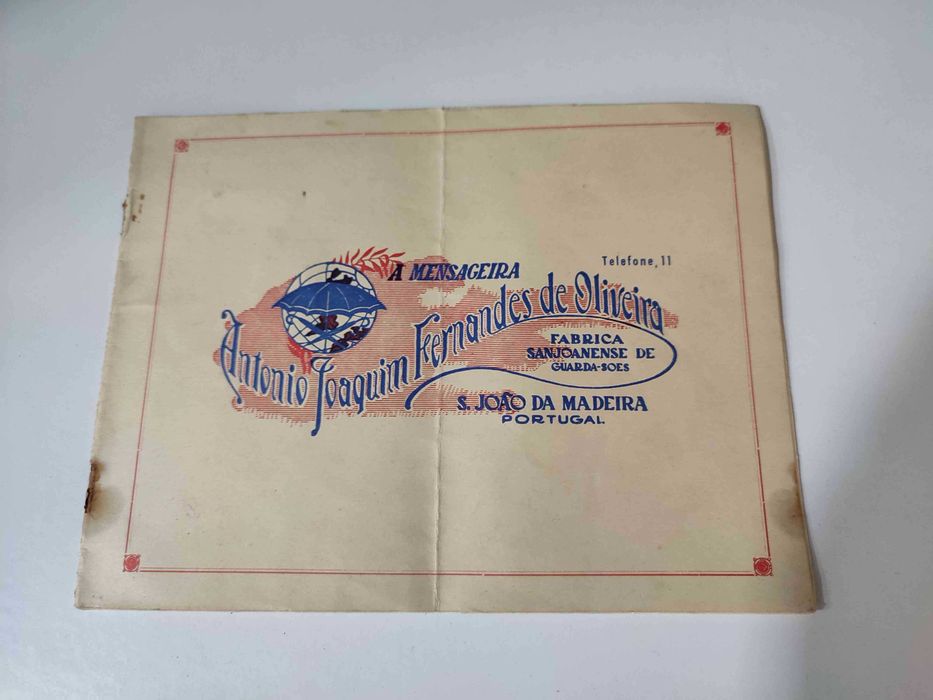 A MENSAGEIRA
Telefone, 11
Antonio Joaquim Fernandes de Oliveira
FABRICA
SANJOANENSE DE
GUARDA-SOES
S. JOÃO DA MADEIRA
PORTUGAL